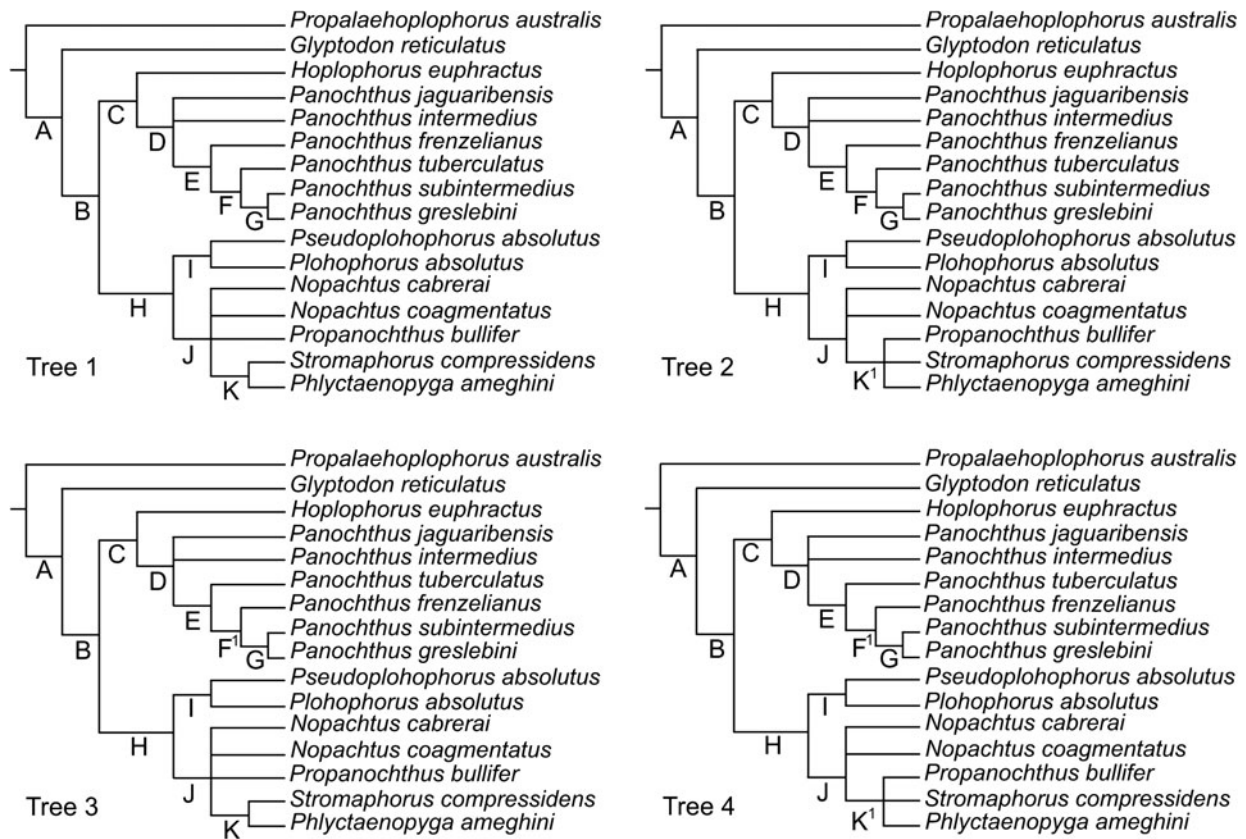 Propalaehoplophorus australis
Glyptodon reticulatus
Hoplophorus euphractus
Panochthus jaguaribensis
Panochthus intermedius
Panochthus frenzelianus
Panochthus tuberculatus
Panochthus subintermedius
Panochthus greslebini
Pseudoplohophorus absolutus
Plohophorus absolutus
Nopachtus cabrerai
Nopachtus coagmentatus
Propanochthus bullifer
Stromaphorus compressidens
Phlyctaenopyga ameghini
A
B
C
D
E
F
G
H
I
J
K
Tree 1
Propalaehoplophorus australis
Glyptodon reticulatus
Hoplophorus euphractus
Panochthus jaguaribensis
Panochthus intermedius
Panochthus frenzelianus
Panochthus tuberculatus
Panochthus subintermedius
Panochthus greslebini
Pseudoplohophorus absolutus
Plohophorus absolutus
Nopachtus cabrerai
Nopachtus coagmentatus
Propanochthus bullifer
Stromaphorus compressidens
Phlyctaenopyga ameghini
A
B
C
D
E
F
G
H
I
J
K¹
Tree 2
Propalaehoplophorus australis
Glyptodon reticulatus
Hoplophorus euphractus
Panochthus jaguaribensis
Panochthus intermedius
Panochthus tuberculatus
Panochthus frenzelianus
Panochthus subintermedius
Panochthus greslebini
Pseudoplohophorus absolutus
Plohophorus absolutus
Nopachtus cabrerai
Nopachtus coagmentatus
Propanochthus bullifer
Stromaphorus compressidens
Phlyctaenopyga ameghini
A
B
C
D
E
F¹
G
H
I
J
K
Tree 3
Propalaehoplophorus australis
Glyptodon reticulatus
Hoplophorus euphractus
Panochthus jaguaribensis
Panochthus intermedius
Panochthus tuberculatus
Panochthus frenzelianus
Panochthus subintermedius
Panochthus greslebini
Pseudoplohophorus absolutus
Plohophorus absolutus
Nopachtus cabrerai
Nopachtus coagmentatus
Propanochthus bullifer
Stromaphorus compressidens
Phlyctaenopyga ameghini
A
B
C
D
E
F¹
G
H
I
J
K¹
Tree 4